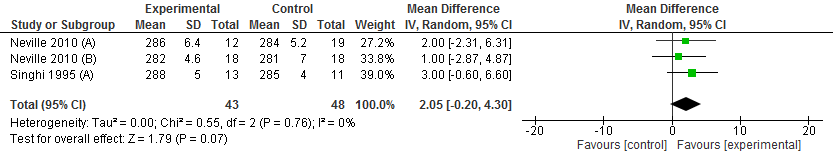 Experimental Control Mean Difference Mean Difference
Study or Subgroup Mean SD Total Mean SD Total Weight IV, Random, 95% CI IV, Random, 95% CI
Neville 2010 (A) 286 6.4 12 284 5.2 19 27.2% 2.00 [-2.31, 6.31]
Neville 2010 (B) 282 4.6 18 281 7 18 33.8% 1.00 [-2.87, 4.87]
Singhi 1995 (A) 288 5 13 285 4 11 39.0% 3.00 [-0.60, 6.60]
Total (95% CI) 43 48 100.0% 2.05 [-0.20, 4.30]
Heterogeneity: Tau² = 0.00; Chi² = 0.55, df = 2 (P = 0.76); I² = 0%
Test for overall effect: Z = 1.79 (P = 0.07)
-20 -10 0 10 20
Favours [control] Favours [experimental]